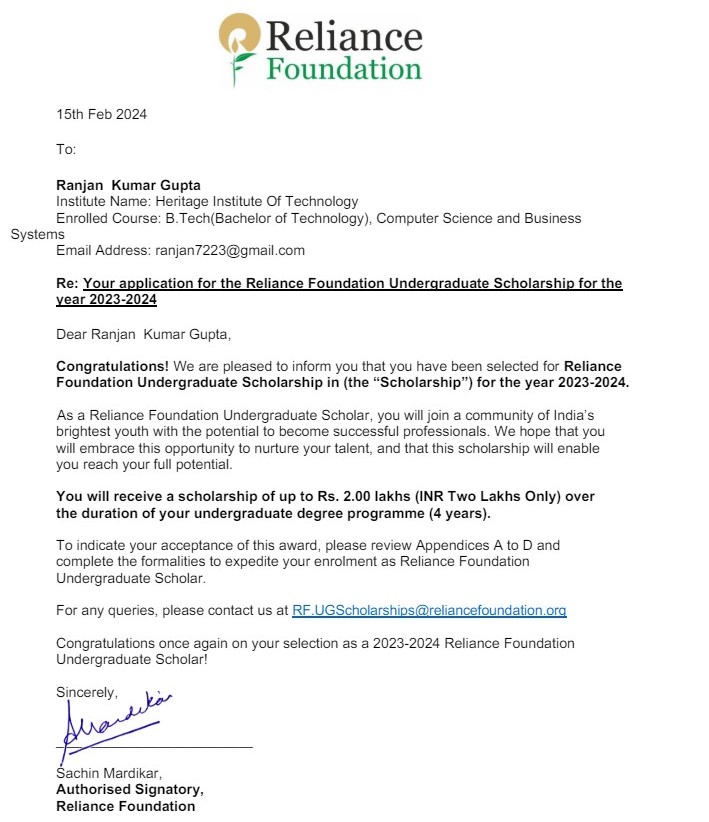 Reliance
Foundation
15th Feb 2024
To:
Ranjan  Kumar Gupta
Institute Name: Heritage Institute Of Technology
Enrolled Course: B.Tech(Bachelor of Technology), Computer Science and Business
Systems
Email Address: ranjan7223@gmail.com
Re: Your application for the Reliance Foundation Undergraduate Scholarship for the
year 2023-2024
Dear Ranjan  Kumar Gupta,
Congratulations! We are pleased to inform you that you have been selected for Reliance
Foundation Undergraduate Scholarship in (the “Scholarship”) for the year 2023-2024.
As a Reliance Foundation Undergraduate Scholar, you will join a community of India’s
brightest youth with the potential to become successful professionals. We hope that you
will embrace this opportunity to nurture your talent, and that this scholarship will enable
you reach your full potential.
You will receive a scholarship of up to Rs. 2.00 lakhs (INR Two Lakhs Only) over
the duration of your undergraduate degree programme (4 years).
To indicate your acceptance of this award, please review Appendices A to D and
complete the formalities to expedite your enrolment as Reliance Foundation
Undergraduate Scholar.
For any queries, please contact us at RF.UGScholarships@reliancefoundation.org
Congratulations once again on your selection as a 2023-2024 Reliance Foundation
Undergraduate Scholar!
Sincerely,
SMardikar
Sachin Mardikar,
Authorised Signatory,
Reliance Foundation